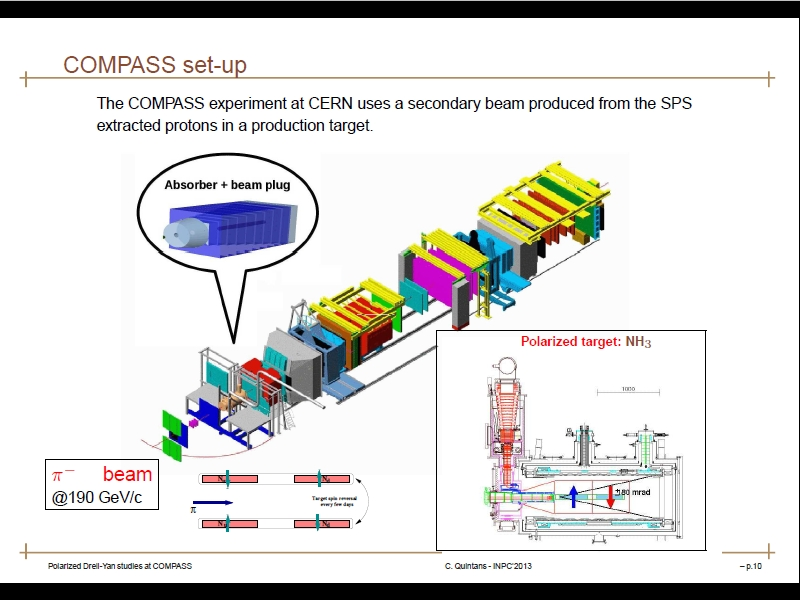 COMPASS set-up
The COMPASS experiment at CERN uses a secondary beam produced from the SPS
extracted protons in a production target.
Absorber + beam plug
Polarized target: NH3
1000
180 mrad
π− beam
@190 GeV/c
π
Target spin reversal
every few days
Polarized Drell-Yan studies at COMPASS
C. Quintans - INPC'2013
– p.10